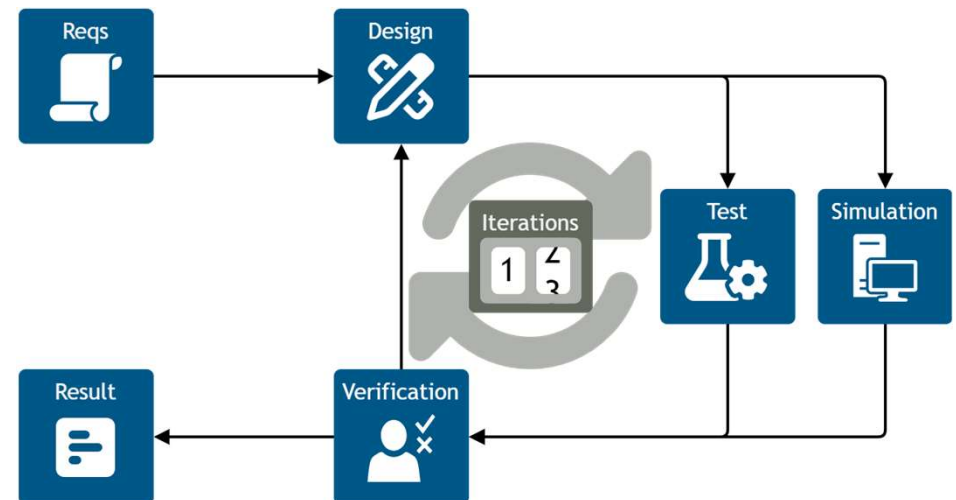 Reqs
Design
Iterations
1
Test
Simulation
Result
Verification